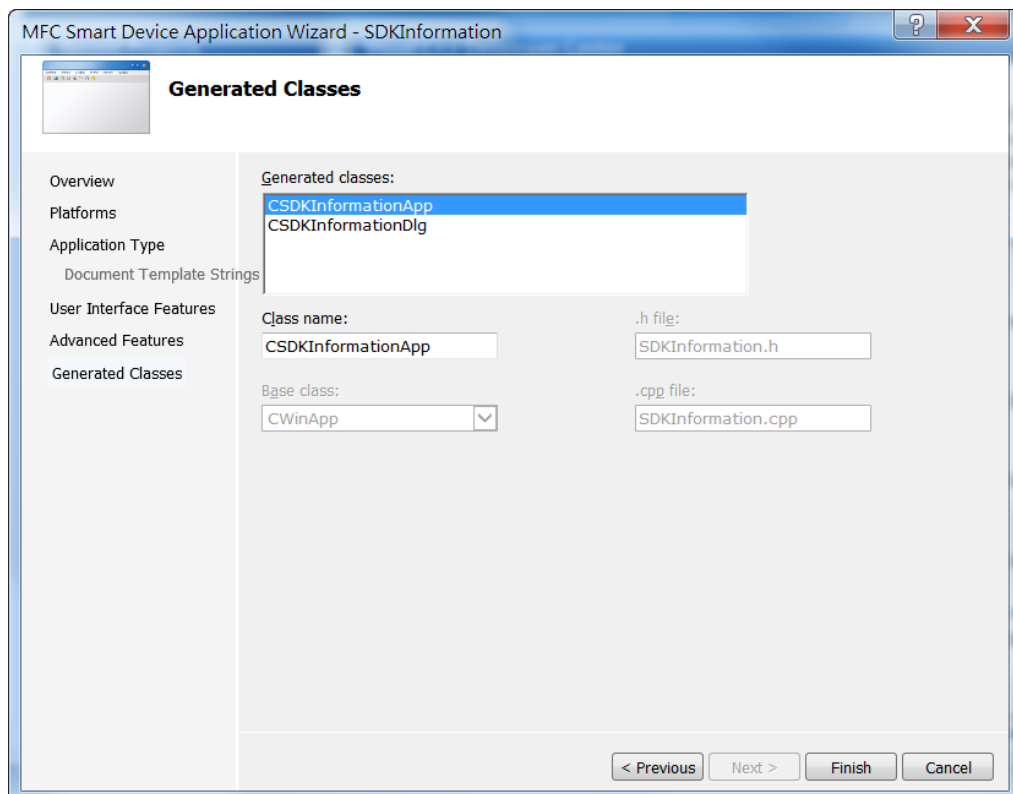 MFC Smart Device Application Wizard - SDKInformation
Generated Classes
Overview
Platforms
Application Type
Document Template Strings
User Interface Features
Advanced Features
Generated Classes
Generated classes:
CSDKInformationApp
CSDKInformationDlg
Class name:
.h file:
CSDKInformationApp
SDKInformation.h
Base class:
.cpp file:
CWinApp
SDKInformation.cpp
< Previous
Next >
Finish
Cancel